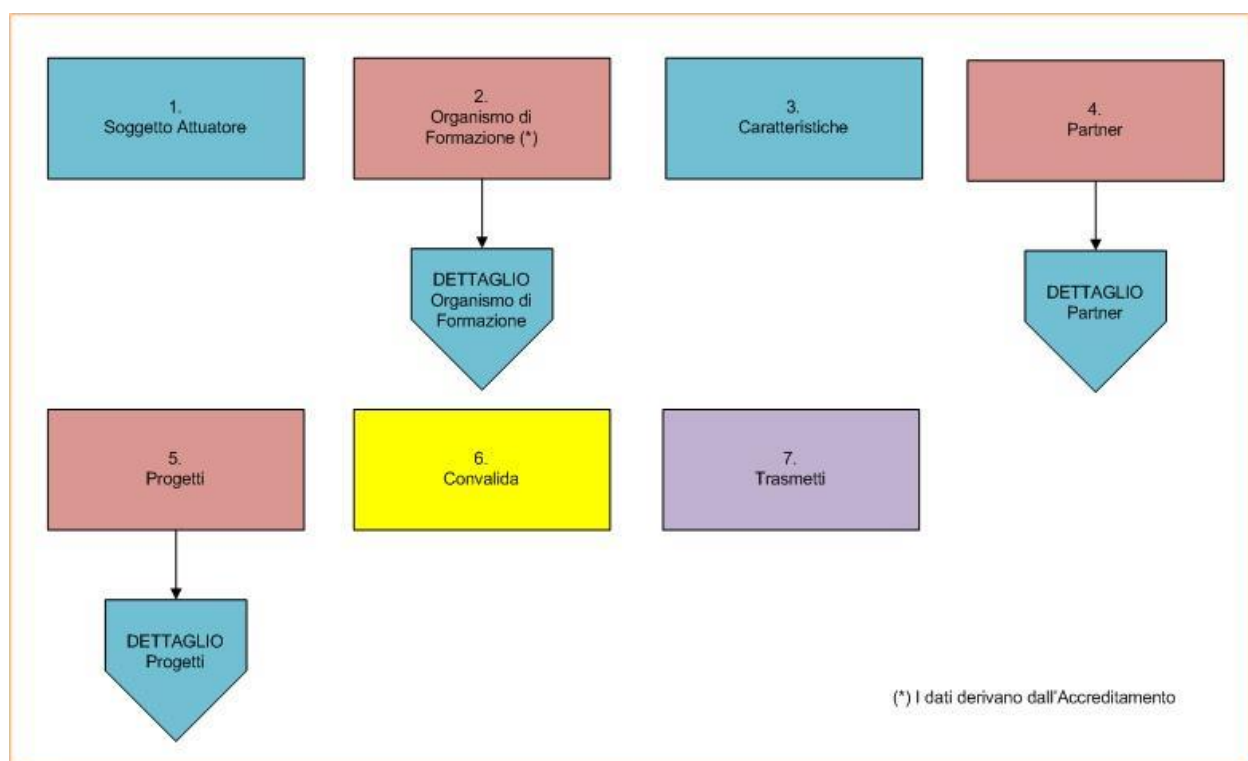 1.
Soggetto Attuatore
2.
Organismo di
Formazione (*)
3.
Caratteristiche
4.
Partner
DETTAGLIO
Organismo di
Formazione
DETTAGLIO
Partner
5.
Progetti
6.
Convalida
7.
Trasmetti
DETTAGLIO
Progetti
(*) I dati derivano dall'Accreditamento